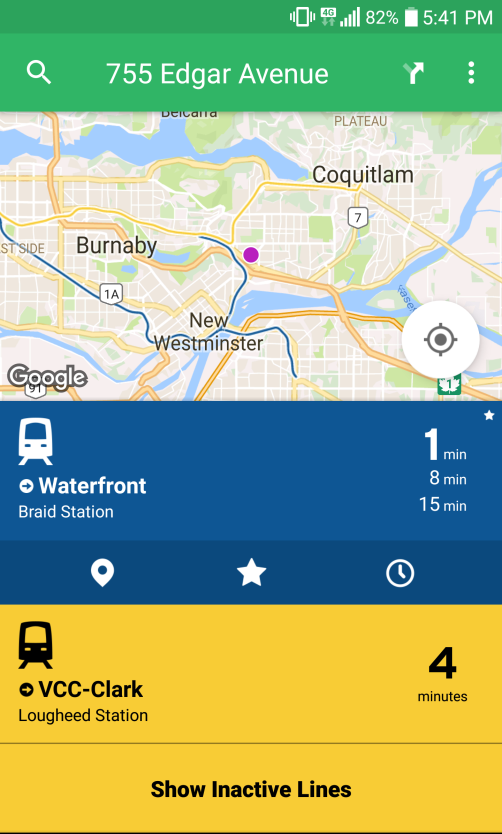 4G 82% 5:41 PM
755 Edgar Avenue
Belcarra
PLATEAU
Coquitlam
7
ST SIDE
Burnaby
1A
New
Westminster
Google
91
1
Waterfront
Braid Station
1 min
8 min
15 min
VCC-Clark
Lougheed Station
4
minutes
Show Inactive Lines